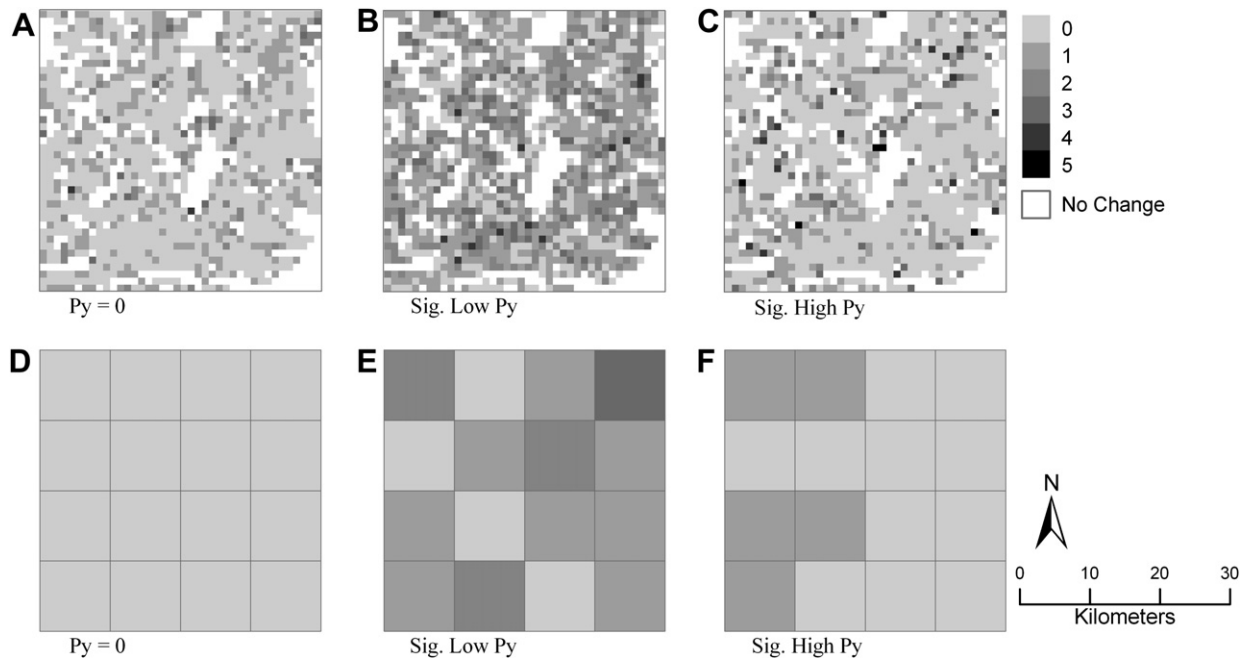 A
B
C
0
1
2
3
4
5
No Change
Py = 0
Sig. Low Py
Sig. High Py
D
E
F
N
0 10 20 30
Kilometers
Py = 0
Sig. Low Py
Sig. High Py